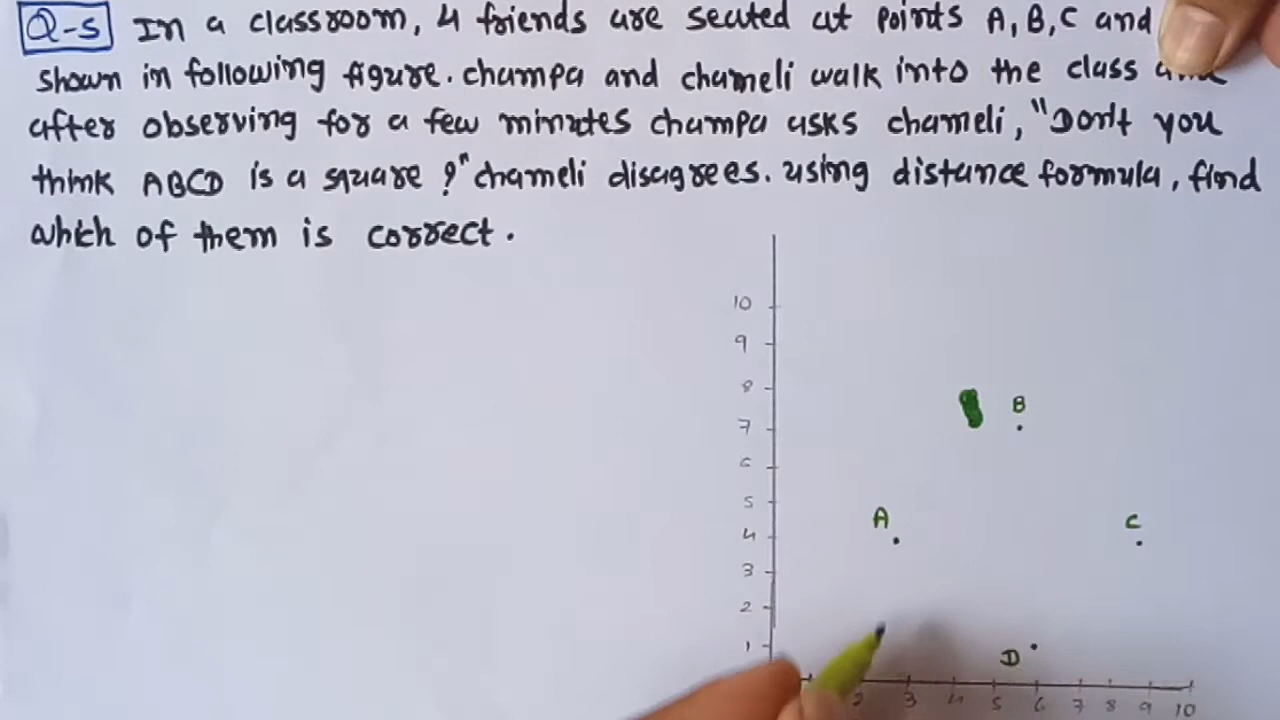 Q-5 In a classroom, 4 friends are seated at points A, B, C and
shown in following figure. champa and chameli walk into the class and
after observing for a few minutes champa asks chameli, "Don't you
think ABCD is a square ?" chameli disagrees. using distance formula, find
which of them is correct.
10
9
8
B
7
6
5
A
C
4
3
2
1
D
2 3 4 5 6 7 8 9 10